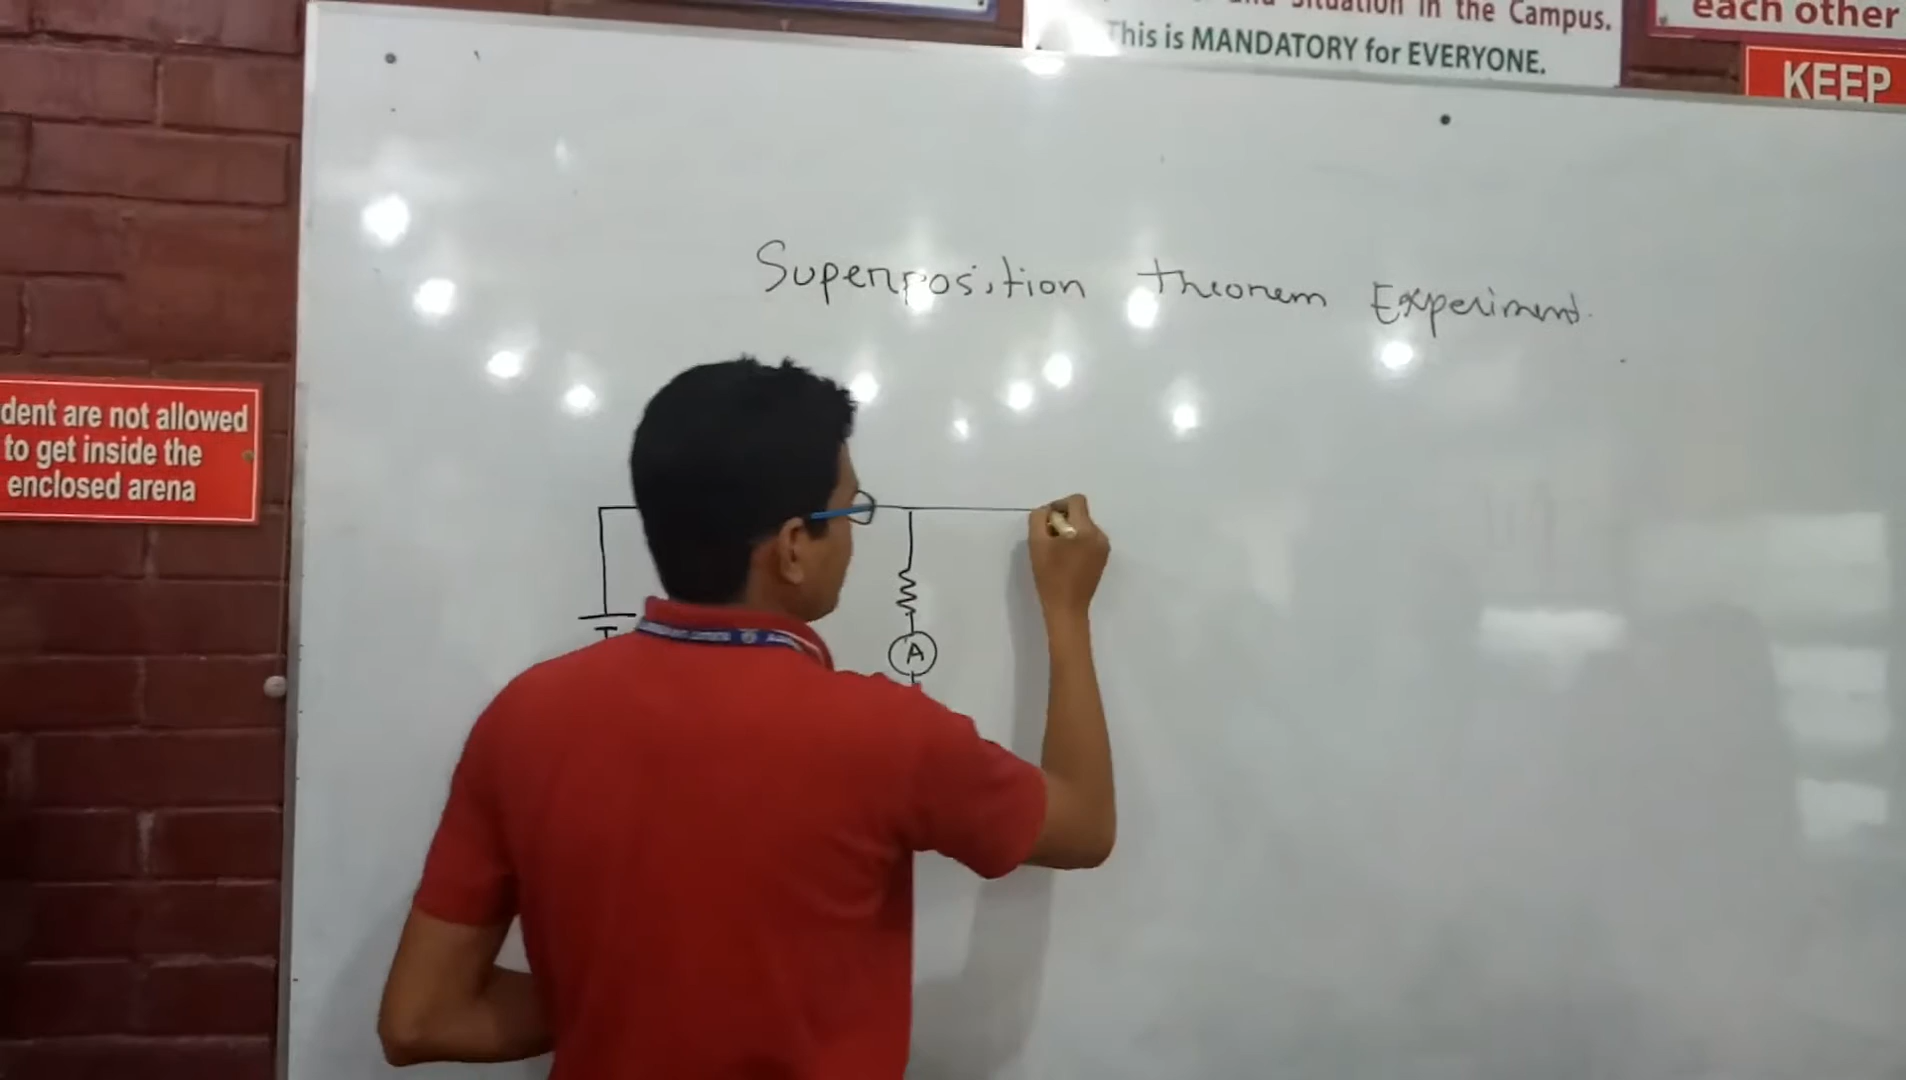 Situation in the Campus.
This is MANDATORY for EVERYONE.
each other
KEEP
Superposition theorem Experiment.
dent are not allowed
to get inside the
enclosed arena
A